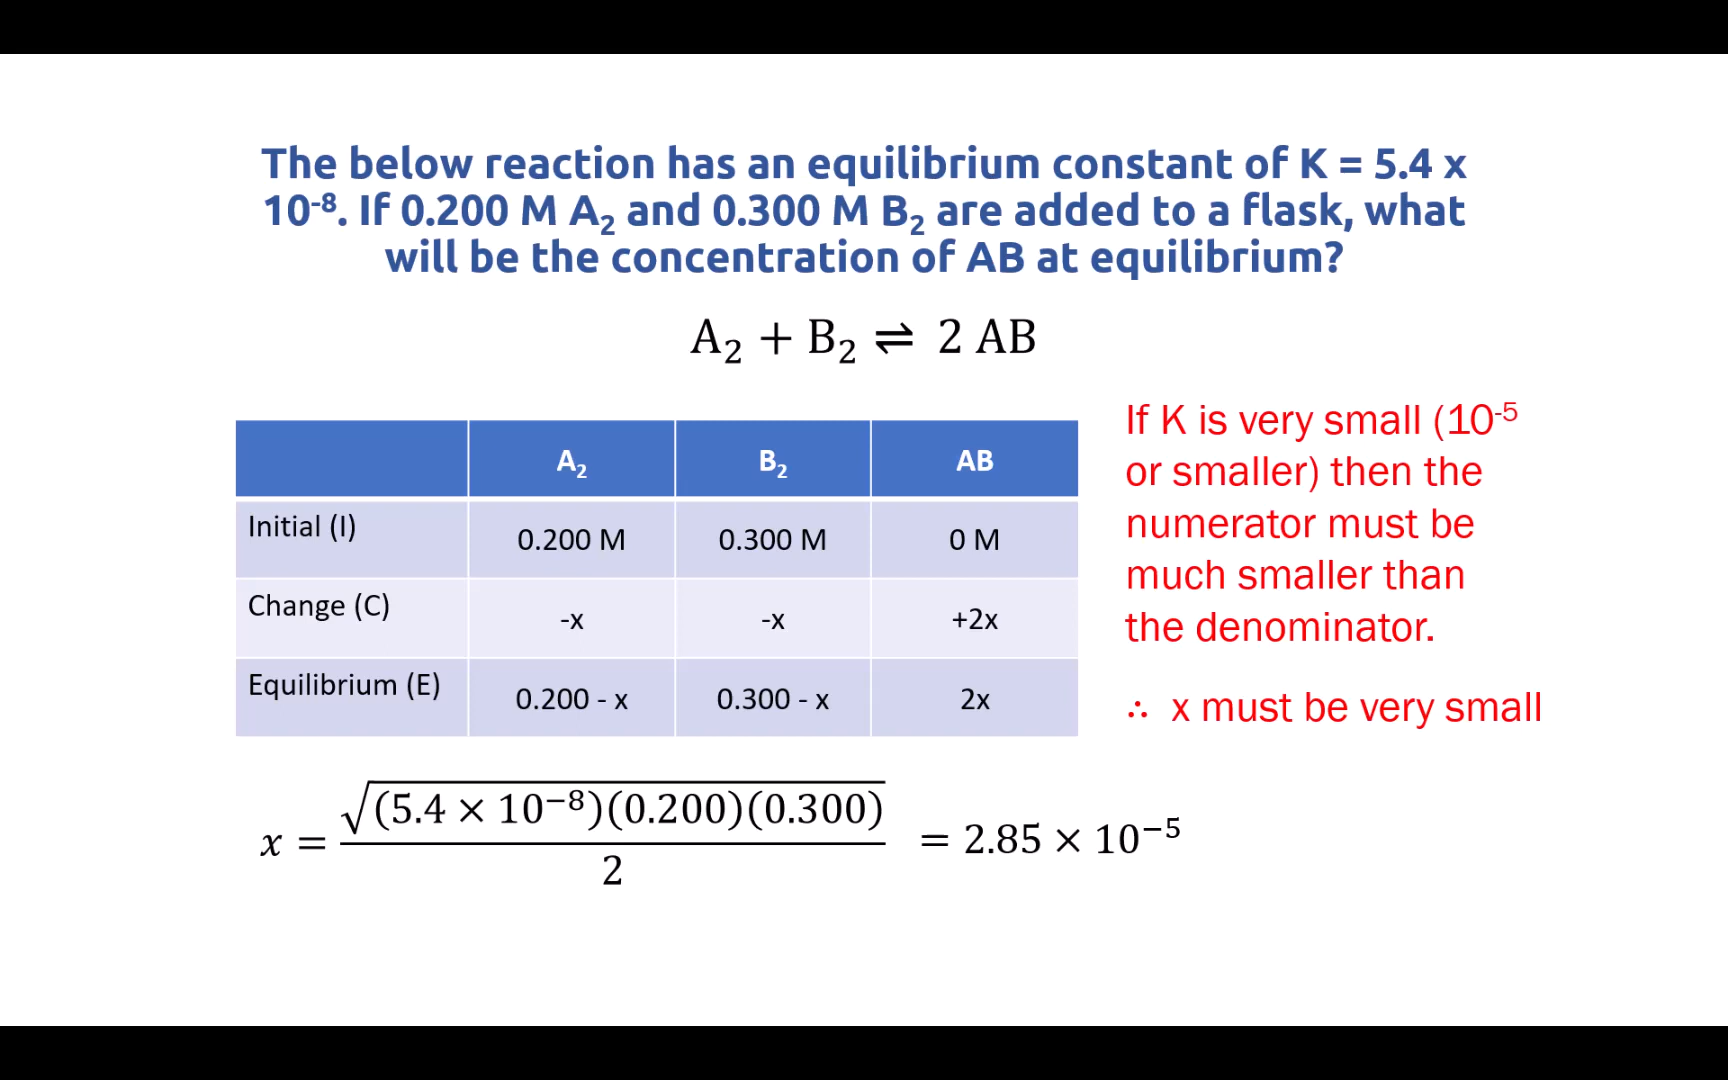 The below reaction has an equilibrium constant of K = 5.4 x
10⁻⁸. If 0.200 M A₂ and 0.300 M B₂ are added to a flask, what
will be the concentration of AB at equilibrium?
A₂ + B₂ ⇌ 2 AB
A₂ B₂ AB
Initial (I) 0.200 M 0.300 M 0 M
Change (C) -x -x +2x
Equilibrium (E) 0.200 - x 0.300 - x 2x
If K is very small (10⁻⁵
or smaller) then the
numerator must be
much smaller than
the denominator.
∴ x must be very small
x = √((5.4 × 10⁻⁸)(0.200)(0.300)) / 2 = 2.85 × 10⁻⁵